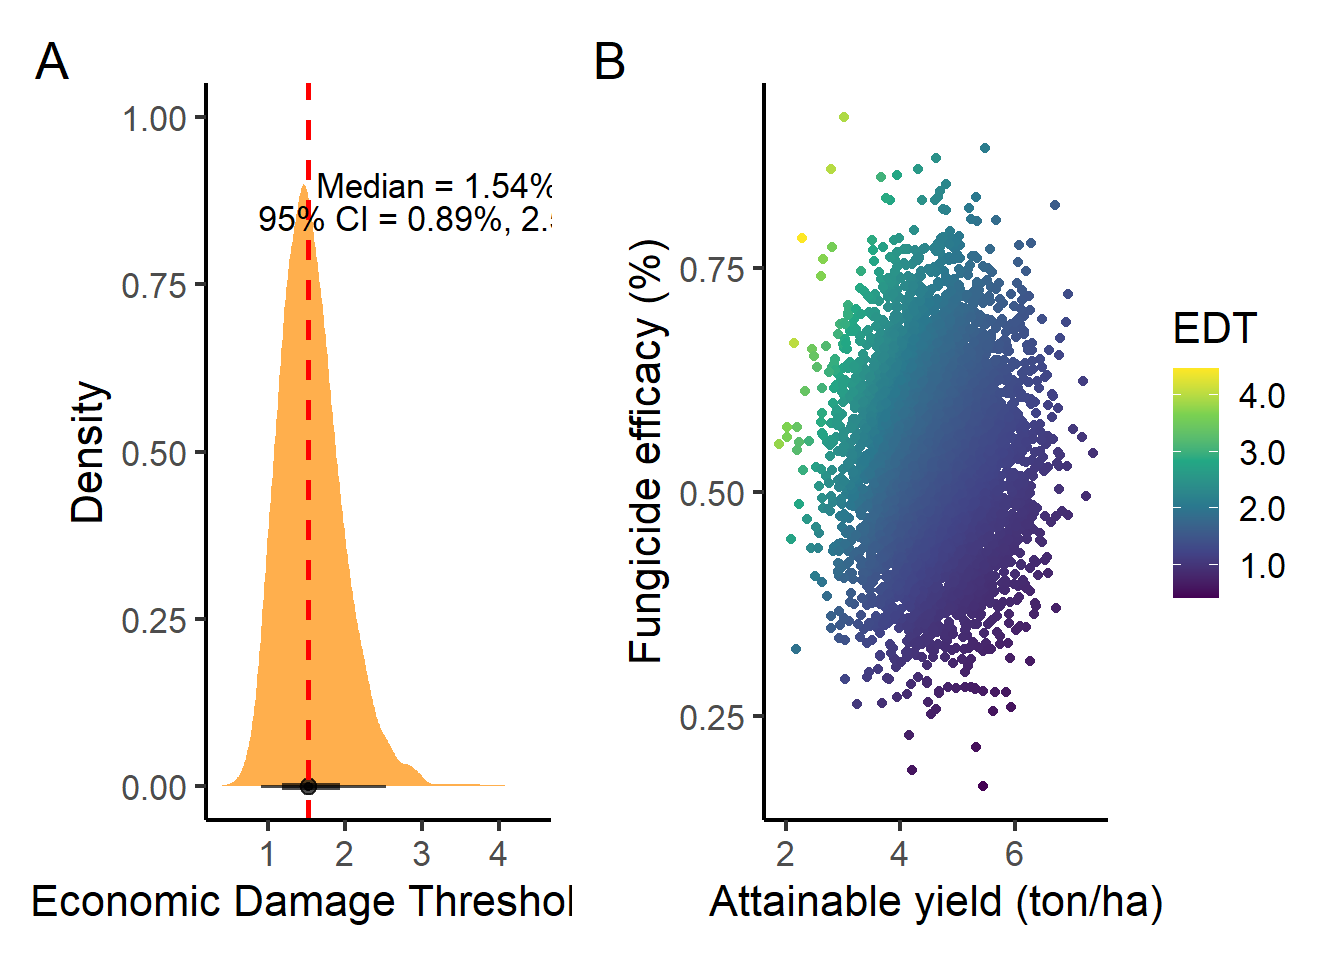 A
B
1.00
0.75
0.50
0.25
0.00
Density
Median = 1.54%
95% CI = 0.89%, 2.5
1
2
3
4
Economic Damage Threshol
0.75
0.50
0.25
Fungicide efficacy (%)
2
4
6
Attainable yield (ton/ha)
EDT
4.0
3.0
2.0
1.0